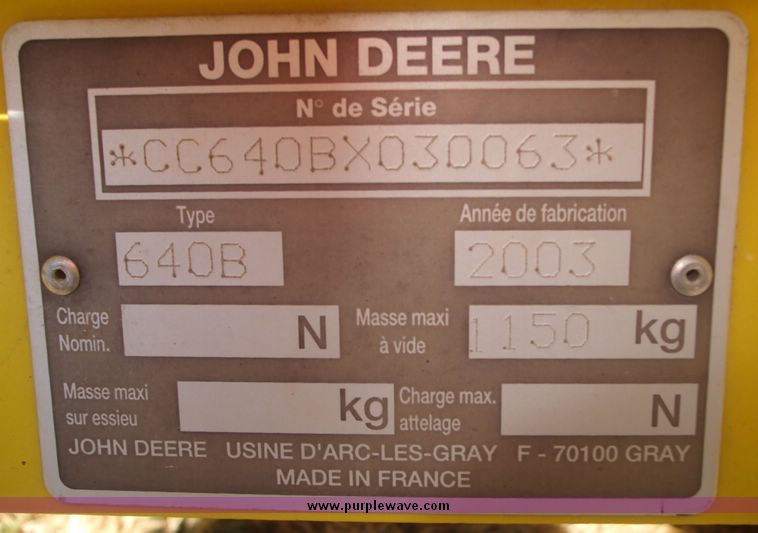 JOHN DEERE
N° de Série
*CC640BX030063*
Type Année de fabrication
640B 2003
Charge Nomin. N Masse maxi à vide 1150 kg
Masse maxi sur essieu kg Charge max. attelage N
JOHN DEERE USINE D'ARC-LES-GRAY F - 70100 GRAY
MADE IN FRANCE
www.purplewave.com